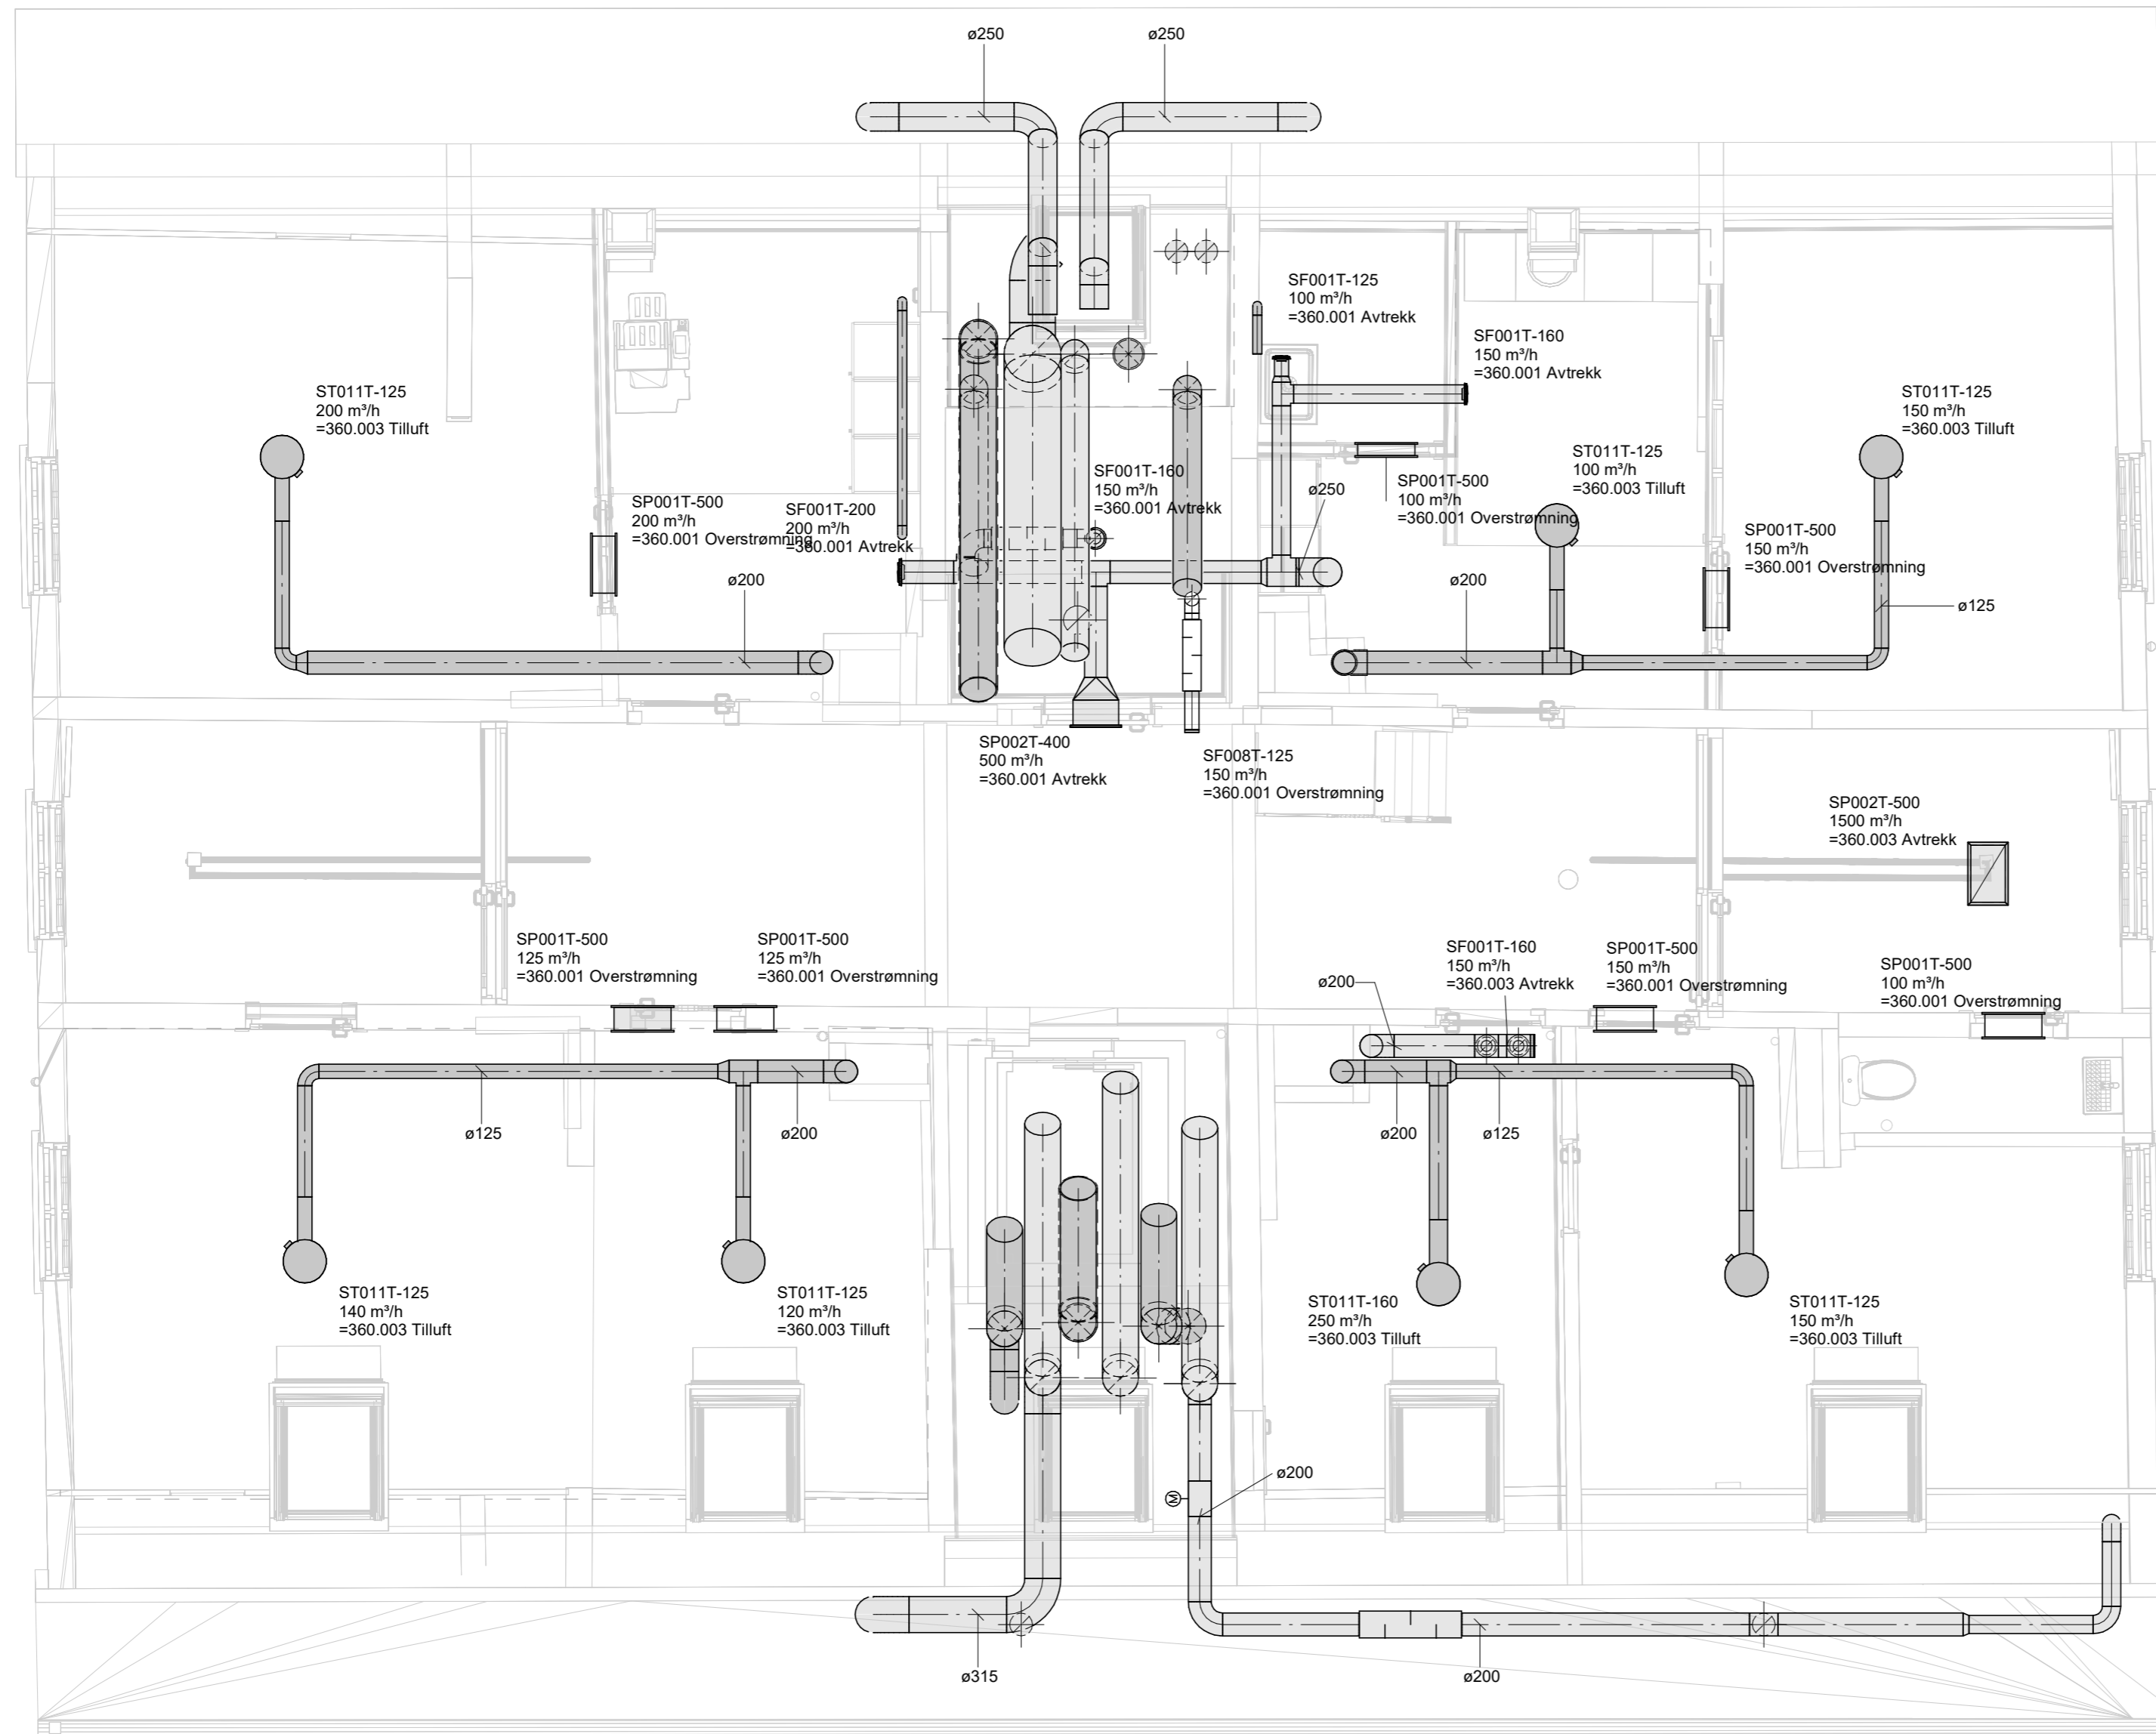 ø250
ø250
SF001T-125
100 m³/h
=360.001 Avtrekk
SF001T-160
150 m³/h
=360.001 Avtrekk
ST011T-125
200 m³/h
=360.003 Tilluft
ST011T-125
150 m³/h
=360.003 Tilluft
SP001T-500
200 m³/h
=360.001 Overstrømning
SF001T-200
200 m³/h
=360.001 Avtrekk
SF001T-160
150 m³/h
=360.001 Avtrekk
ø250
SP001T-500
100 m³/h
=360.001 Overstrømning
ST011T-125
100 m³/h
=360.003 Tilluft
SP001T-500
150 m³/h
=360.001 Overstrømning
ø200
ø200
ø125
SP002T-400
500 m³/h
=360.001 Avtrekk
SF008T-125
150 m³/h
=360.001 Overstrømning
SP002T-500
1500 m³/h
=360.003 Avtrekk
SP001T-500
125 m³/h
=360.001 Overstrømning
SP001T-500
125 m³/h
=360.001 Overstrømning
ø200
SF001T-160
150 m³/h
=360.003 Avtrekk
SP001T-500
150 m³/h
=360.001 Overstrømning
SP001T-500
100 m³/h
=360.001 Overstrømning
ø125
ø200
ø200
ø125
ST011T-125
140 m³/h
=360.003 Tilluft
ST011T-125
120 m³/h
=360.003 Tilluft
ST011T-160
250 m³/h
=360.003 Tilluft
ST011T-125
150 m³/h
=360.003 Tilluft
ø200
M
ø315
ø200